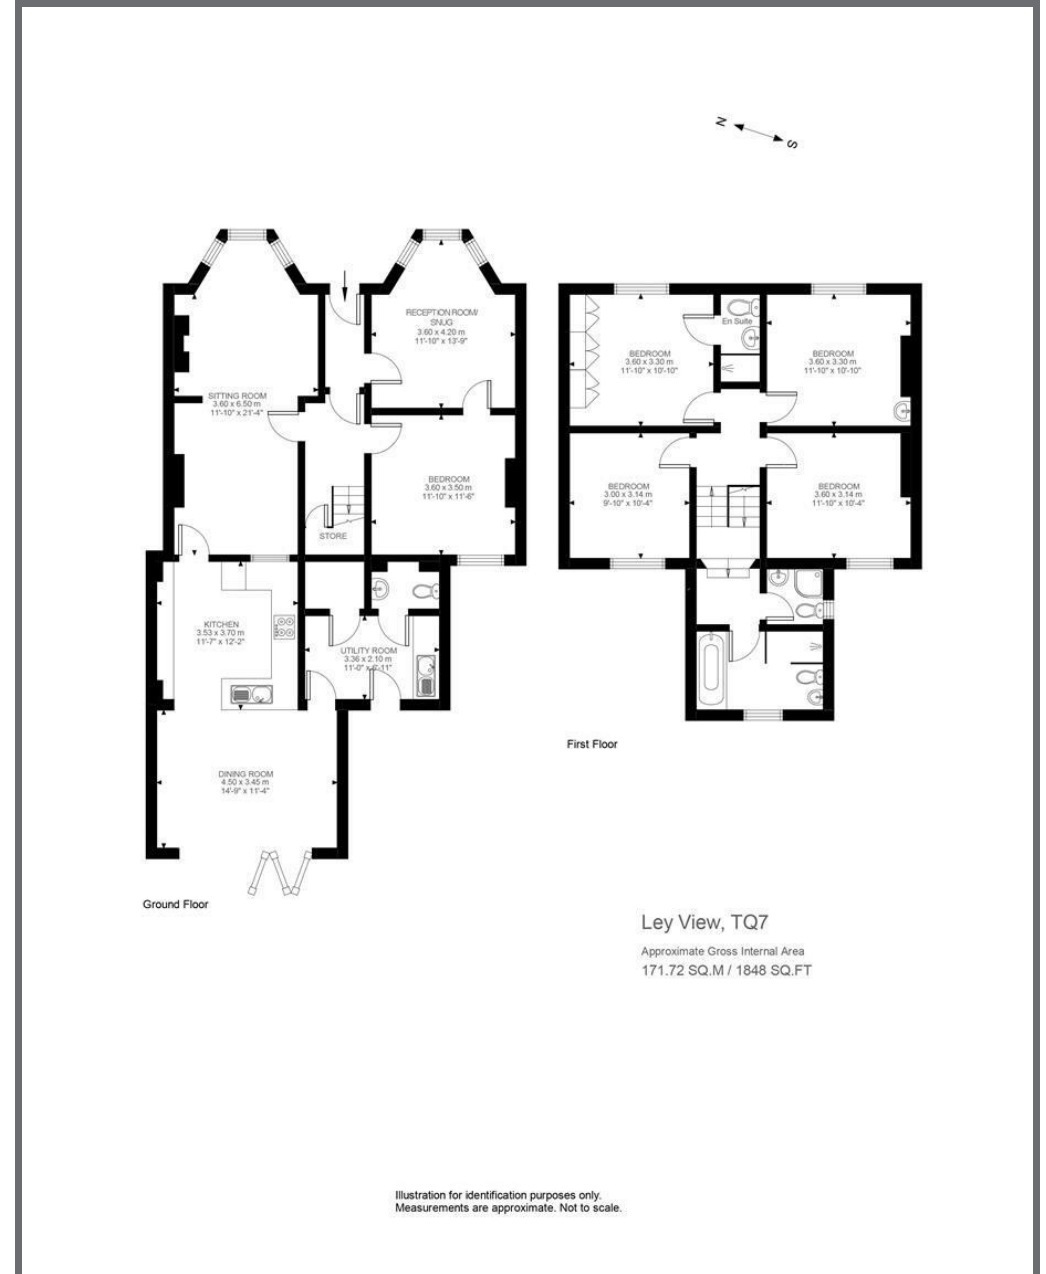 N
S
RECEPTION ROOM/
SNUG
3.60 x 4.20 m
11'-10" x 13'-9"
SITTING ROOM
3.60 x 6.50 m
11'-10" x 21'-4"
BEDROOM
3.60 x 3.50 m
11'-10" x 11'-6"
STORE
KITCHEN
3.53 x 3.70 m
11'-7" x 12'-2"
UTILITY ROOM
3.36 x 2.10 m
11'-0" x 6'-11"
DINING ROOM
4.50 x 3.45 m
14'-9" x 11'-4"
Ground Floor
En Suite
BEDROOM
3.60 x 3.30 m
11'-10" x 10'-10"
BEDROOM
3.60 x 3.30 m
11'-10" x 10'-10"
BEDROOM
3.00 x 3.14 m
9'-10" x 10'-4"
BEDROOM
3.60 x 3.14 m
11'-10" x 10'-4"
First Floor
Ley View, TQ7
Approximate Gross Internal Area
171.72 SQ.M / 1848 SQ.FT
Illustration for identification purposes only.
Measurements are approximate. Not to scale.